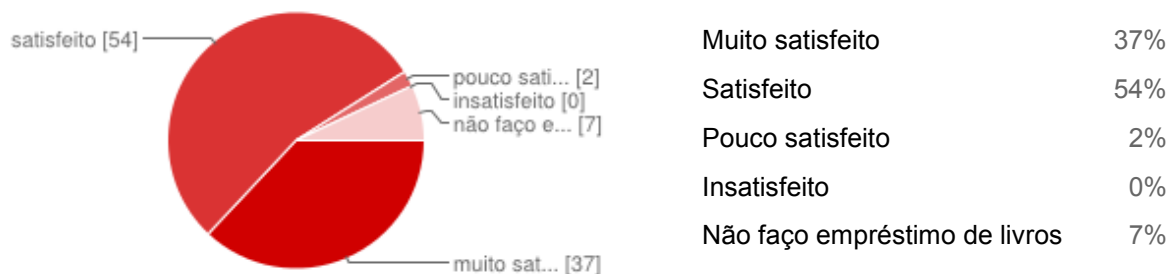 satisfeito [54]
pouco sati... [2]
insatisfeito [0]
não faço e... [7]
muito sat... [37]
Muito satisfeito 37%
Satisfeito 54%
Pouco satisfeito 2%
Insatisfeito 0%
Não faço empréstimo de livros 7%